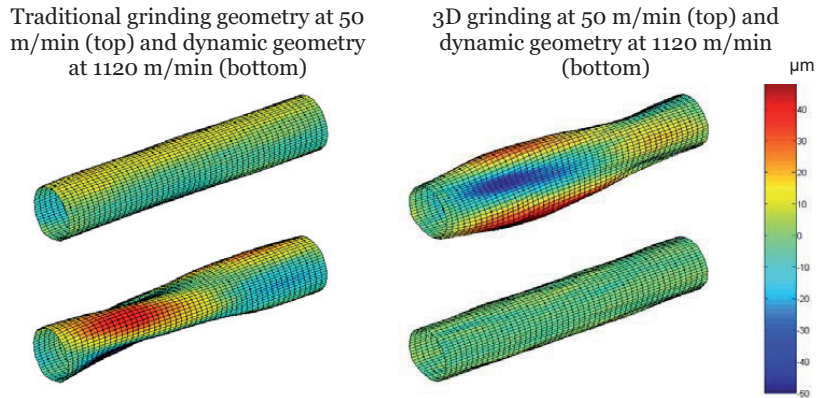 Traditional grinding geometry at 50
m/min (top) and dynamic geometry
at 1120 m/min (bottom)
3D grinding at 50 m/min (top) and
dynamic geometry at 1120 m/min
(bottom)
μm
40
30
20
10
0
-10
-20
-30
-40
-50